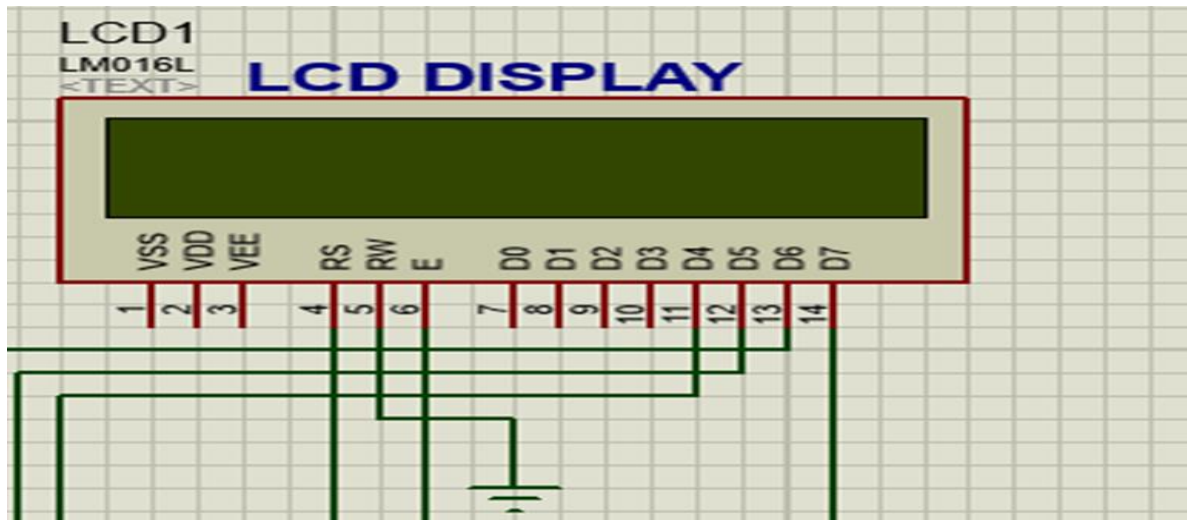 LCD1
LM016L
<TEXT>
LCD DISPLAY
VSS VDD VEE RS RW E D0 D1 D2 D3 D4 D5 D6 D7
1 2 3 4 5 6 7 8 9 10 11 12 13 14